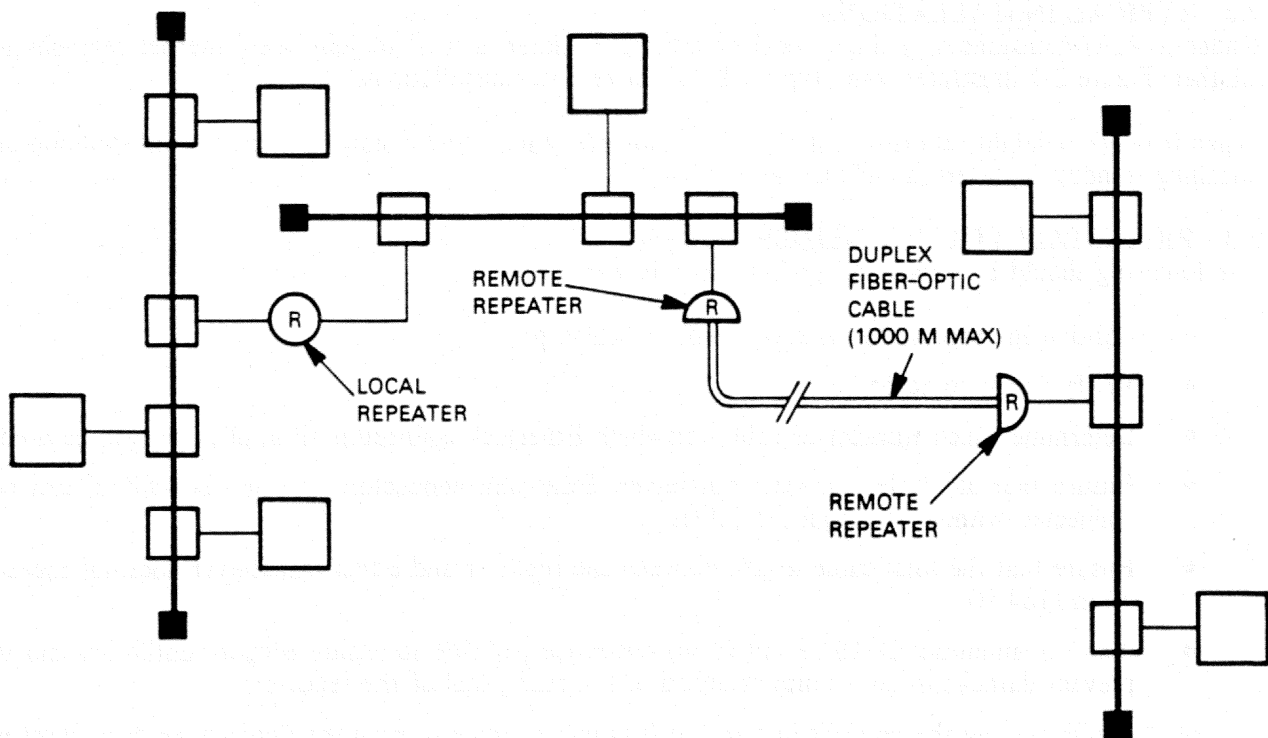 REMOTE
REPEATER
R
DUPLEX
FIBER-OPTIC
CABLE
(1000 M MAX)
R
LOCAL
REPEATER
R
REMOTE
REPEATER